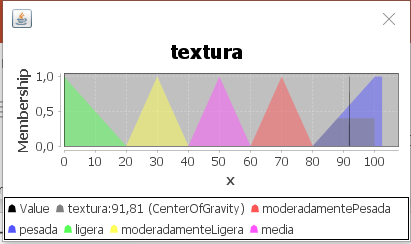 textura
Membership
1,0
0,5
0,0
0 10 20 30 40 50 60 70 80 90 100
x
Value textura:91,81 (CenterOfGravity) moderadamentePesada
pesada ligera moderadamenteLigera media